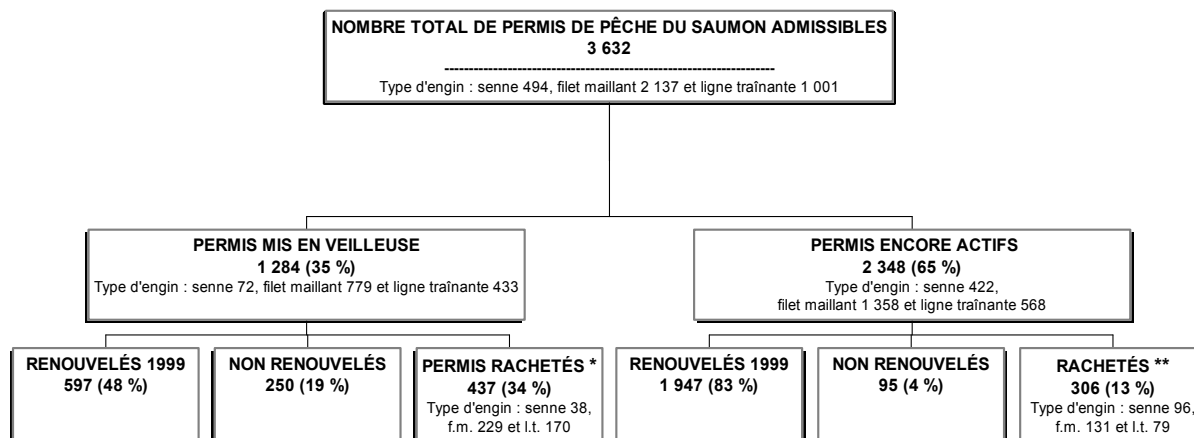 NOMBRE TOTAL DE PERMIS DE PÊCHE DU SAUMON ADMISSIBLES
3 632
--------------------------------------------------------------------
Type d'engin : senne 494, filet maillant 2 137 et ligne traînante 1 001
PERMIS MIS EN VEILLEUSE
1 284 (35 %)
Type d'engin : senne 72, filet maillant 779 et ligne traînante 433
PERMIS ENCORE ACTIFS
2 348 (65 %)
Type d'engin : senne 422,
filet maillant 1 358 et ligne traînante 568
RENOUVELÉS 1999
597 (48 %)
NON RENOUVELÉS
250 (19 %)
PERMIS RACHETÉS *
437 (34 %)
Type d'engin : senne 38,
f.m. 229 et l.t. 170
RENOUVELÉS 1999
1 947 (83 %)
NON RENOUVELÉS
95 (4 %)
RACHETÉS **
306 (13 %)
Type d'engin : senne 96,
f.m. 131 et l.t. 79